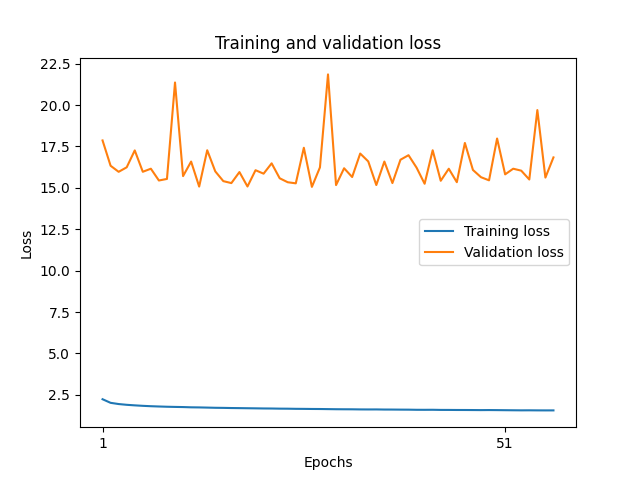 Training and validation loss
22.5
20.0
17.5
15.0
12.5
10.0
7.5
5.0
2.5
Loss
Training loss
Validation loss
1
51
Epochs